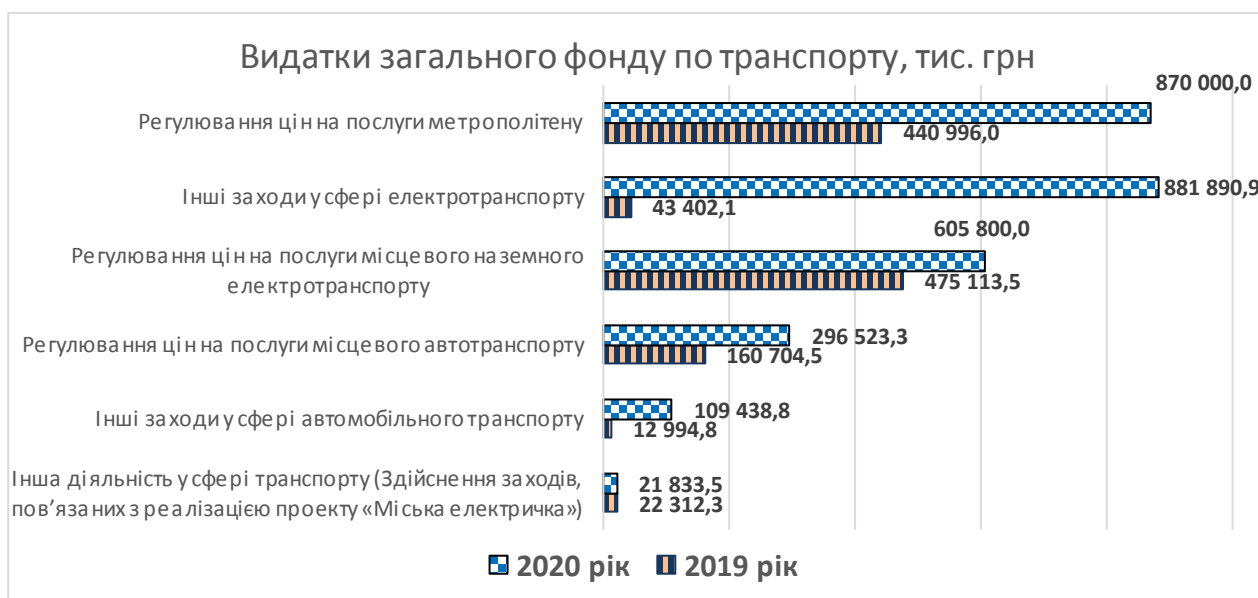 Видатки загального фонду по транспорту, тис. грн
870 000,0
Регулювання цін на послуги метрополітену
440 996,0
881 890,9
Інші заходи у сфері електротранспорту
43 402,1
605 800,0
Регулювання цін на послуги місцевого наземного
електротранспорту
475 113,5
296 523,3
Регулювання цін на послуги місцевого автотранспорту
160 704,5
109 438,8
Інші заходи у сфері автомобільного транспорту
12 994,8
Інша діяльність у сфері транспорту (Здійснення заходів,
пов’язаних з реалізацією проекту «Міська електричка»)
21 833,5
22 312,3
2020 рік
2019 рік